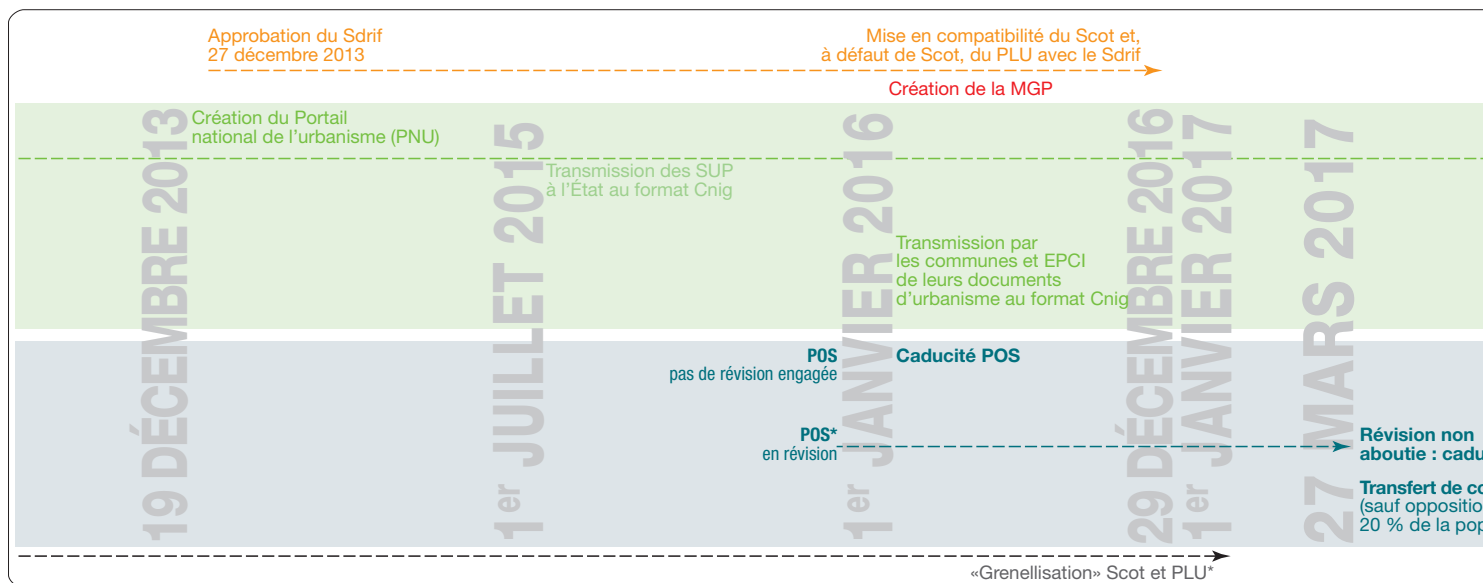 Approbation du Sdrif
27 décembre 2013
Mise en compatibilité du Scot et,
à défaut de Scot, du PLU avec le Sdrif
Création de la MGP
19 DÉCEMBRE 2013
Création du Portail
national de l'urbanisme (PNU)
1er JUILLET 2015
Transmission des SUP
à l'État au format Cnig
1er JANVIER 2016
Transmission par
les communes et EPCI
de leurs documents
d'urbanisme au format Cnig
29 DÉCEMBRE 2016
1er JANVIER 2017
27 MARS 2017
POS
pas de révision engagée
Caducité POS
POS*
en révision
Révision non
aboutie : cadu
Transfert de co
(sauf oppositio
20 % de la pop
«Grenellisation» Scot et PLU*